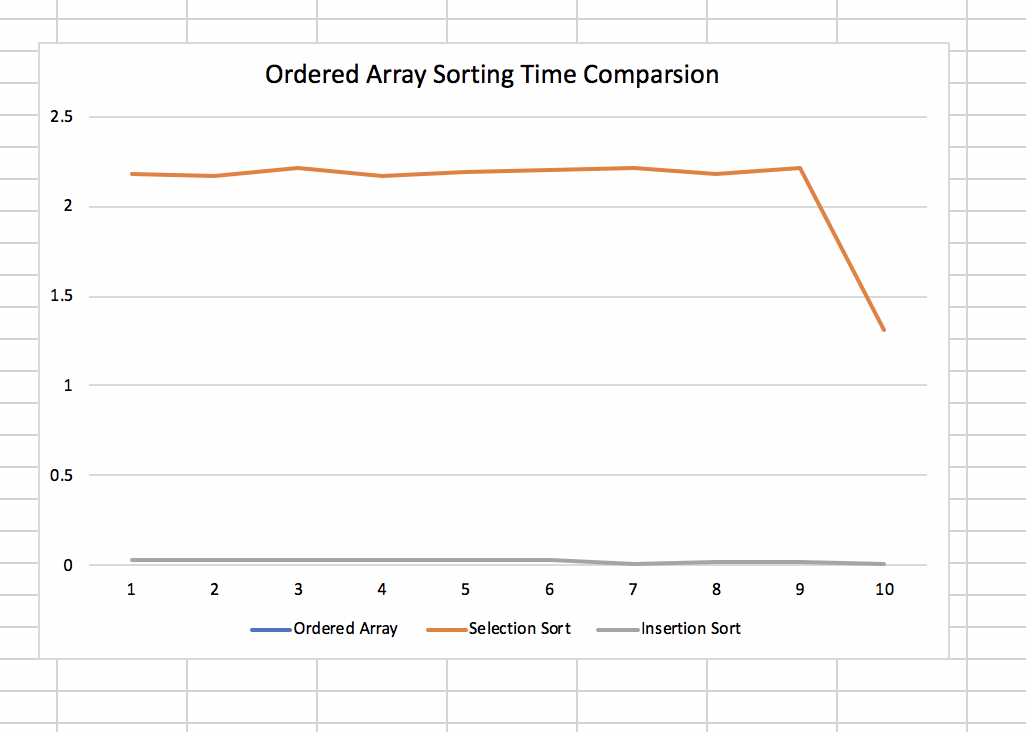 Ordered Array Sorting Time Comparsion
2.5
2
1.5
1
0.5
0
1 2 3 4 5 6 7 8 9 10
Ordered Array Selection Sort Insertion Sort